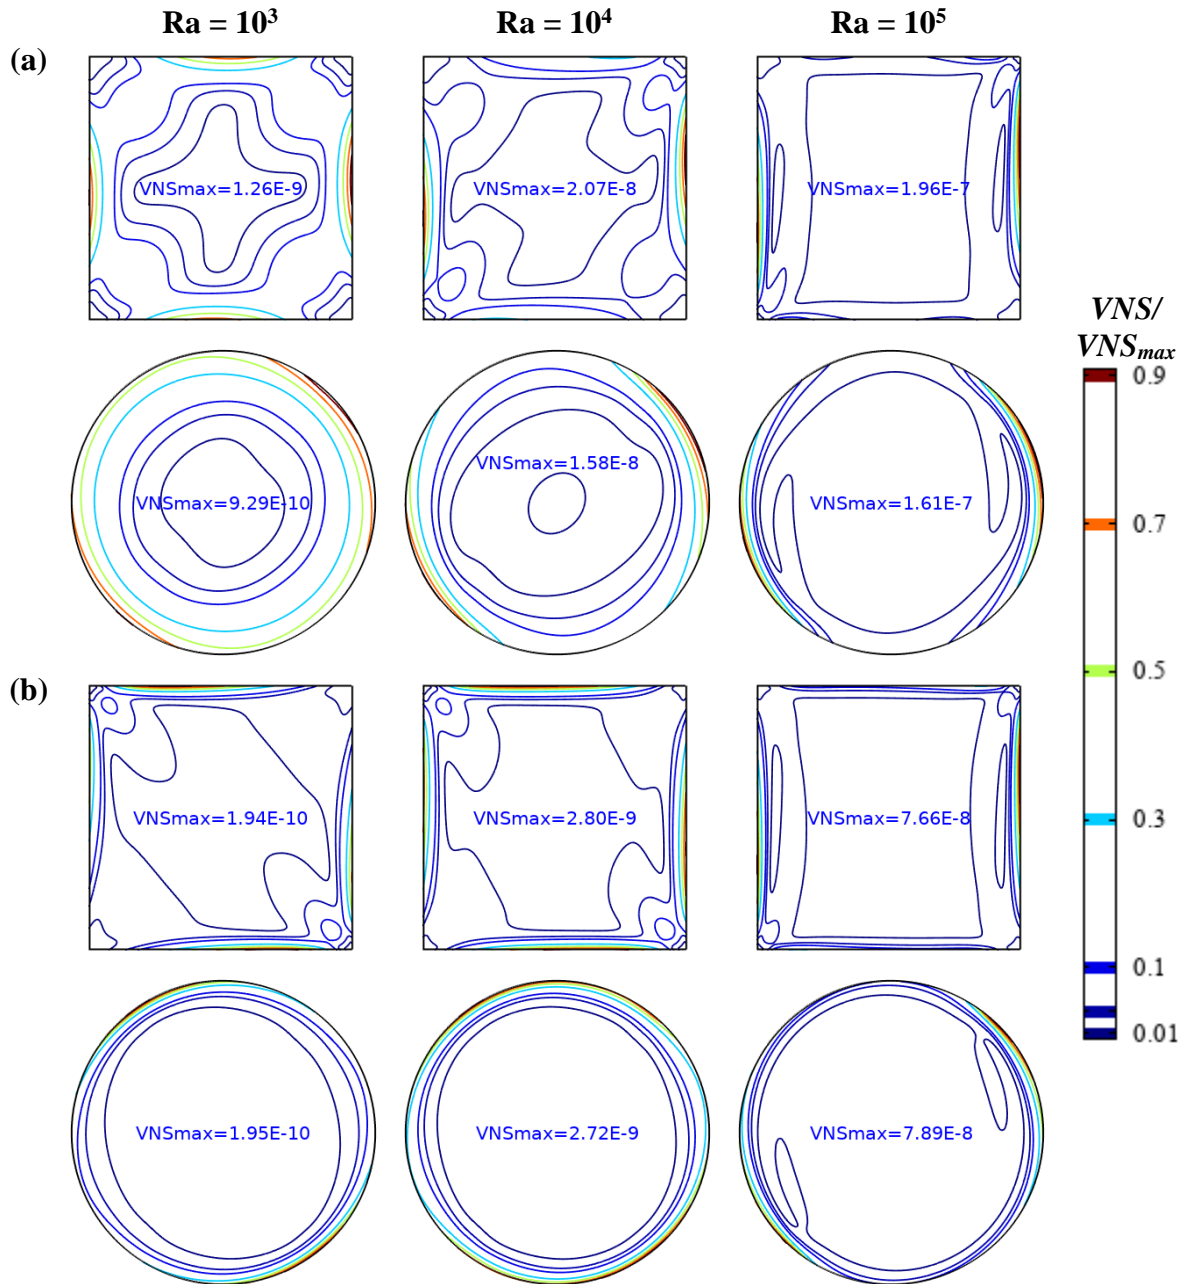 Ra = 10³ Ra = 10⁴ Ra = 10⁵
(a)
VNSmax=1.26E-9 VNSmax=2.07E-8 VNSmax=1.96E-7
VNSmax=9.29E-10 VNSmax=1.58E-8 VNSmax=1.61E-7
(b)
VNSmax=1.94E-10 VNSmax=2.80E-9 VNSmax=7.66E-8
VNSmax=1.95E-10 VNSmax=2.72E-9 VNSmax=7.89E-8
VNS/
VNSmax
0.9
0.7
0.5
0.3
0.1
0.01